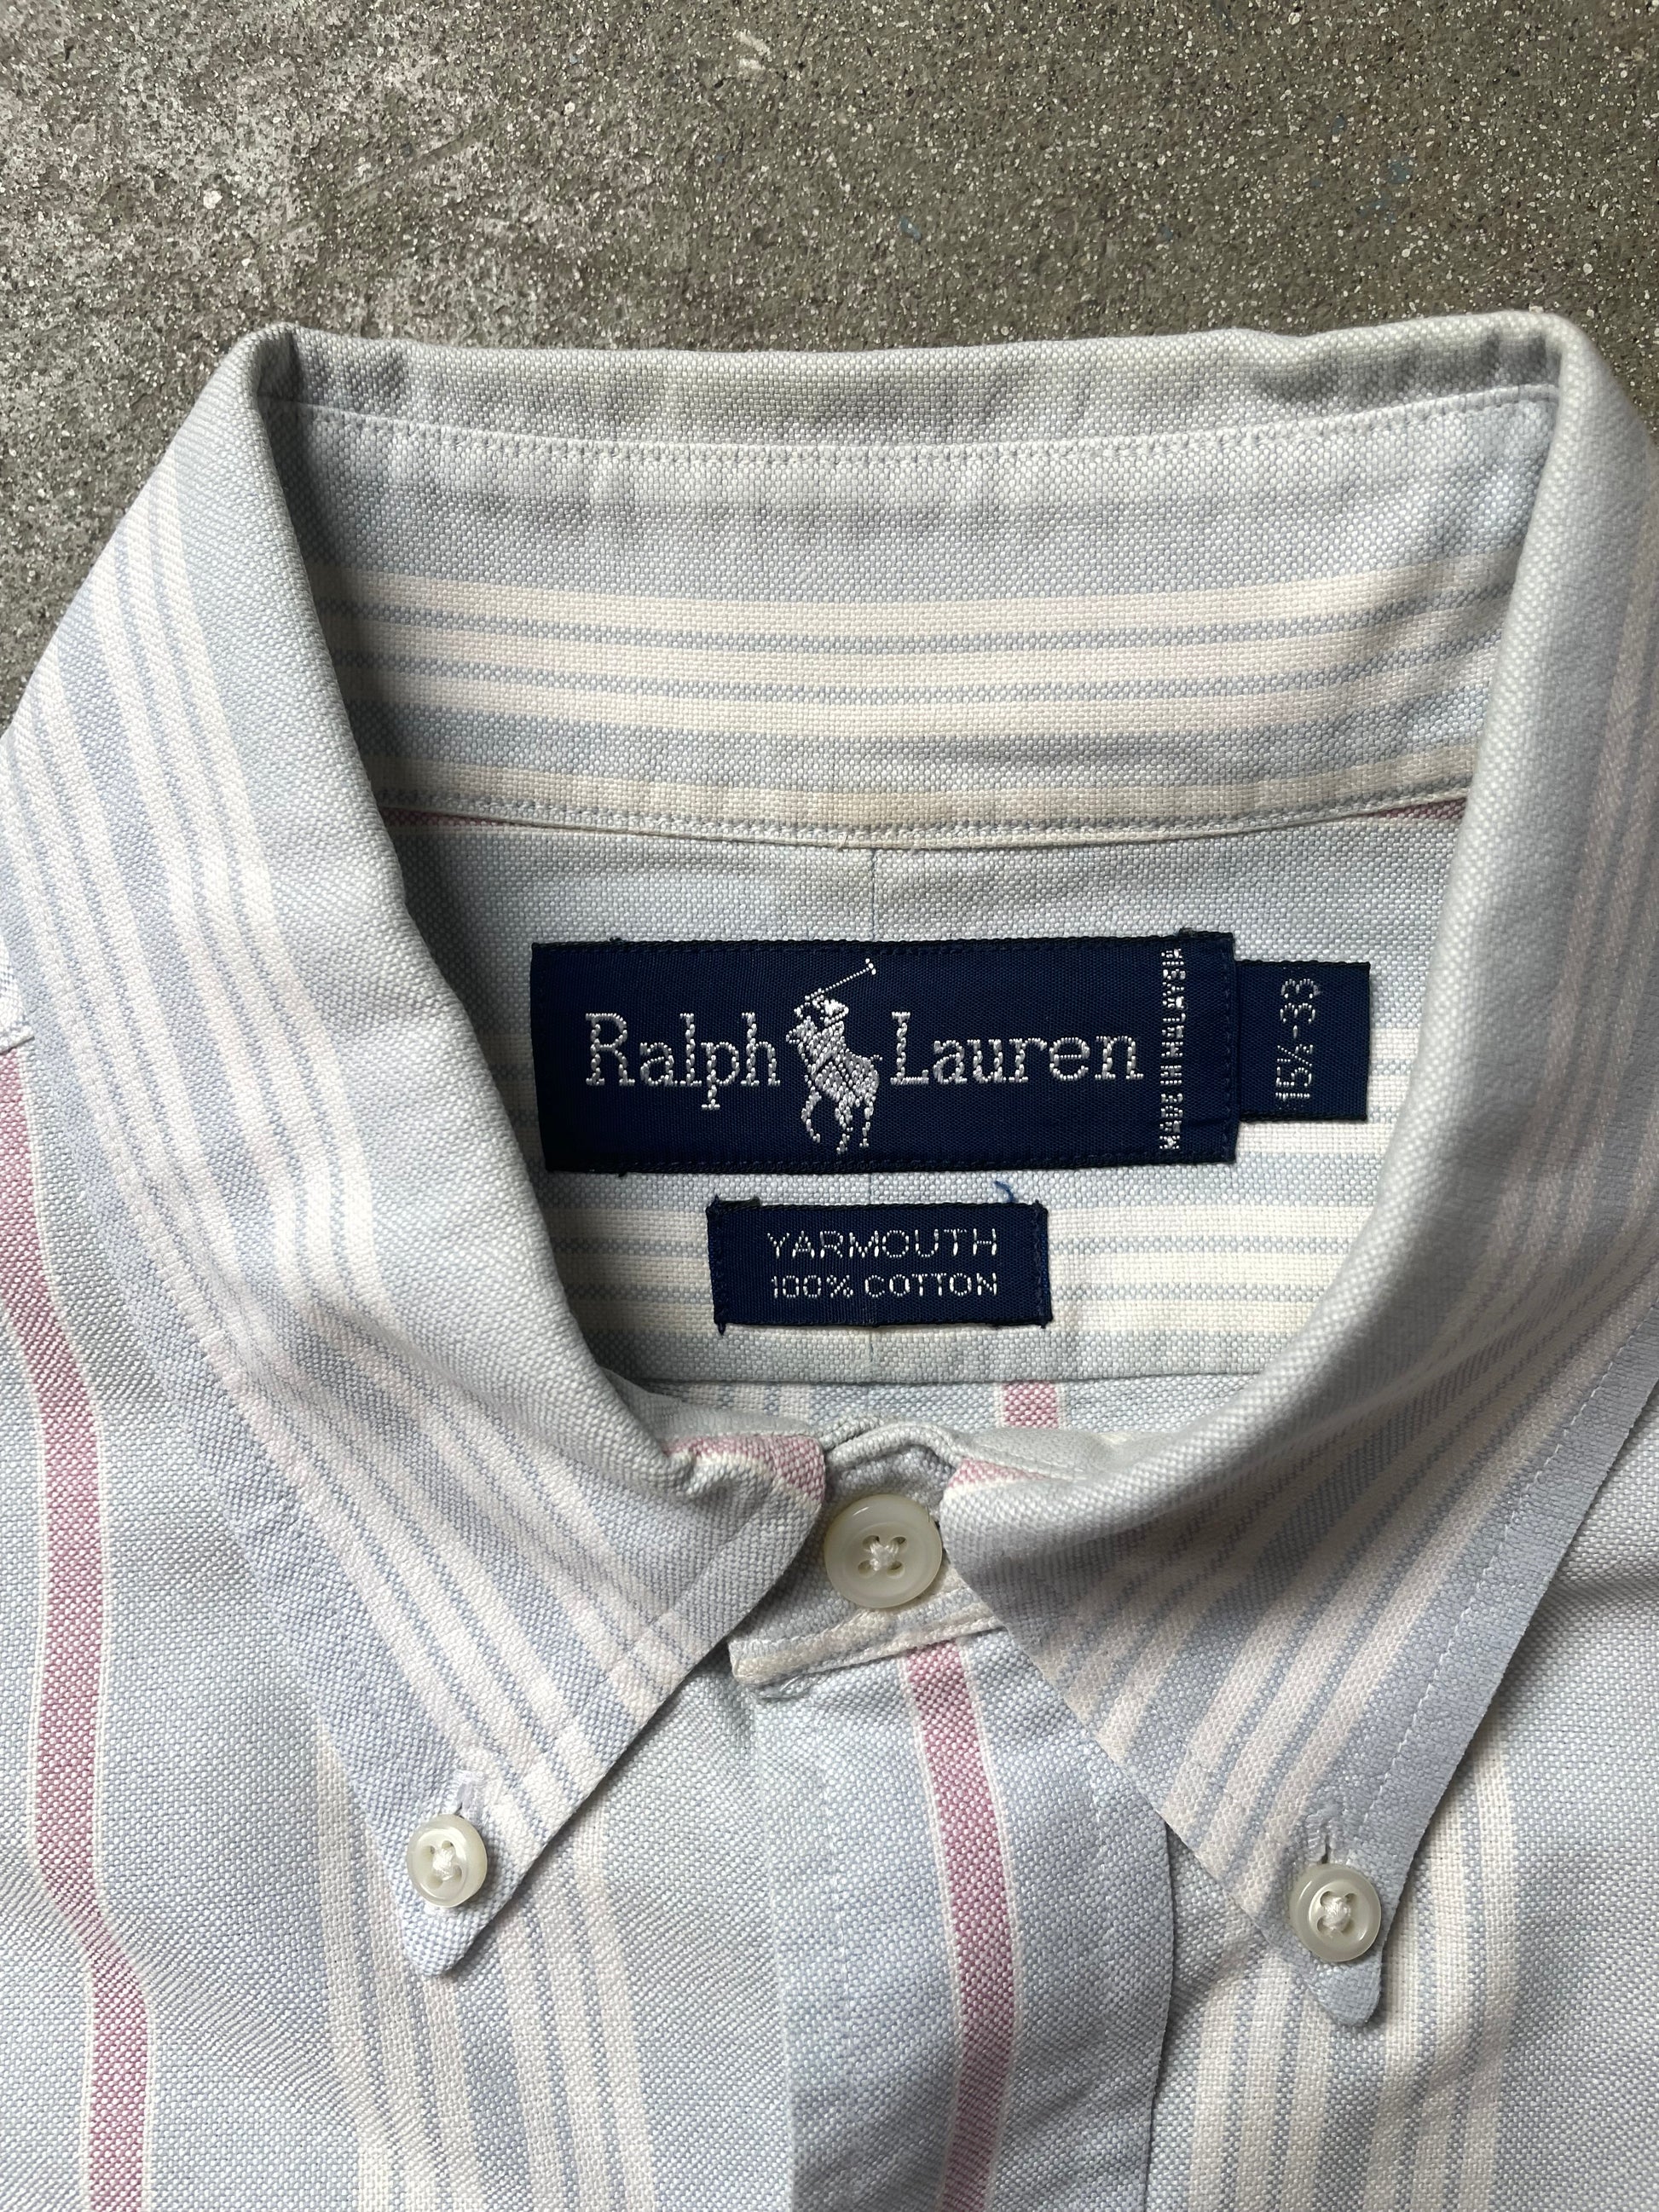 Ralph Lauren
MADE IN MALAYSIA
15½-33
YARMOUTH
100% COTTON